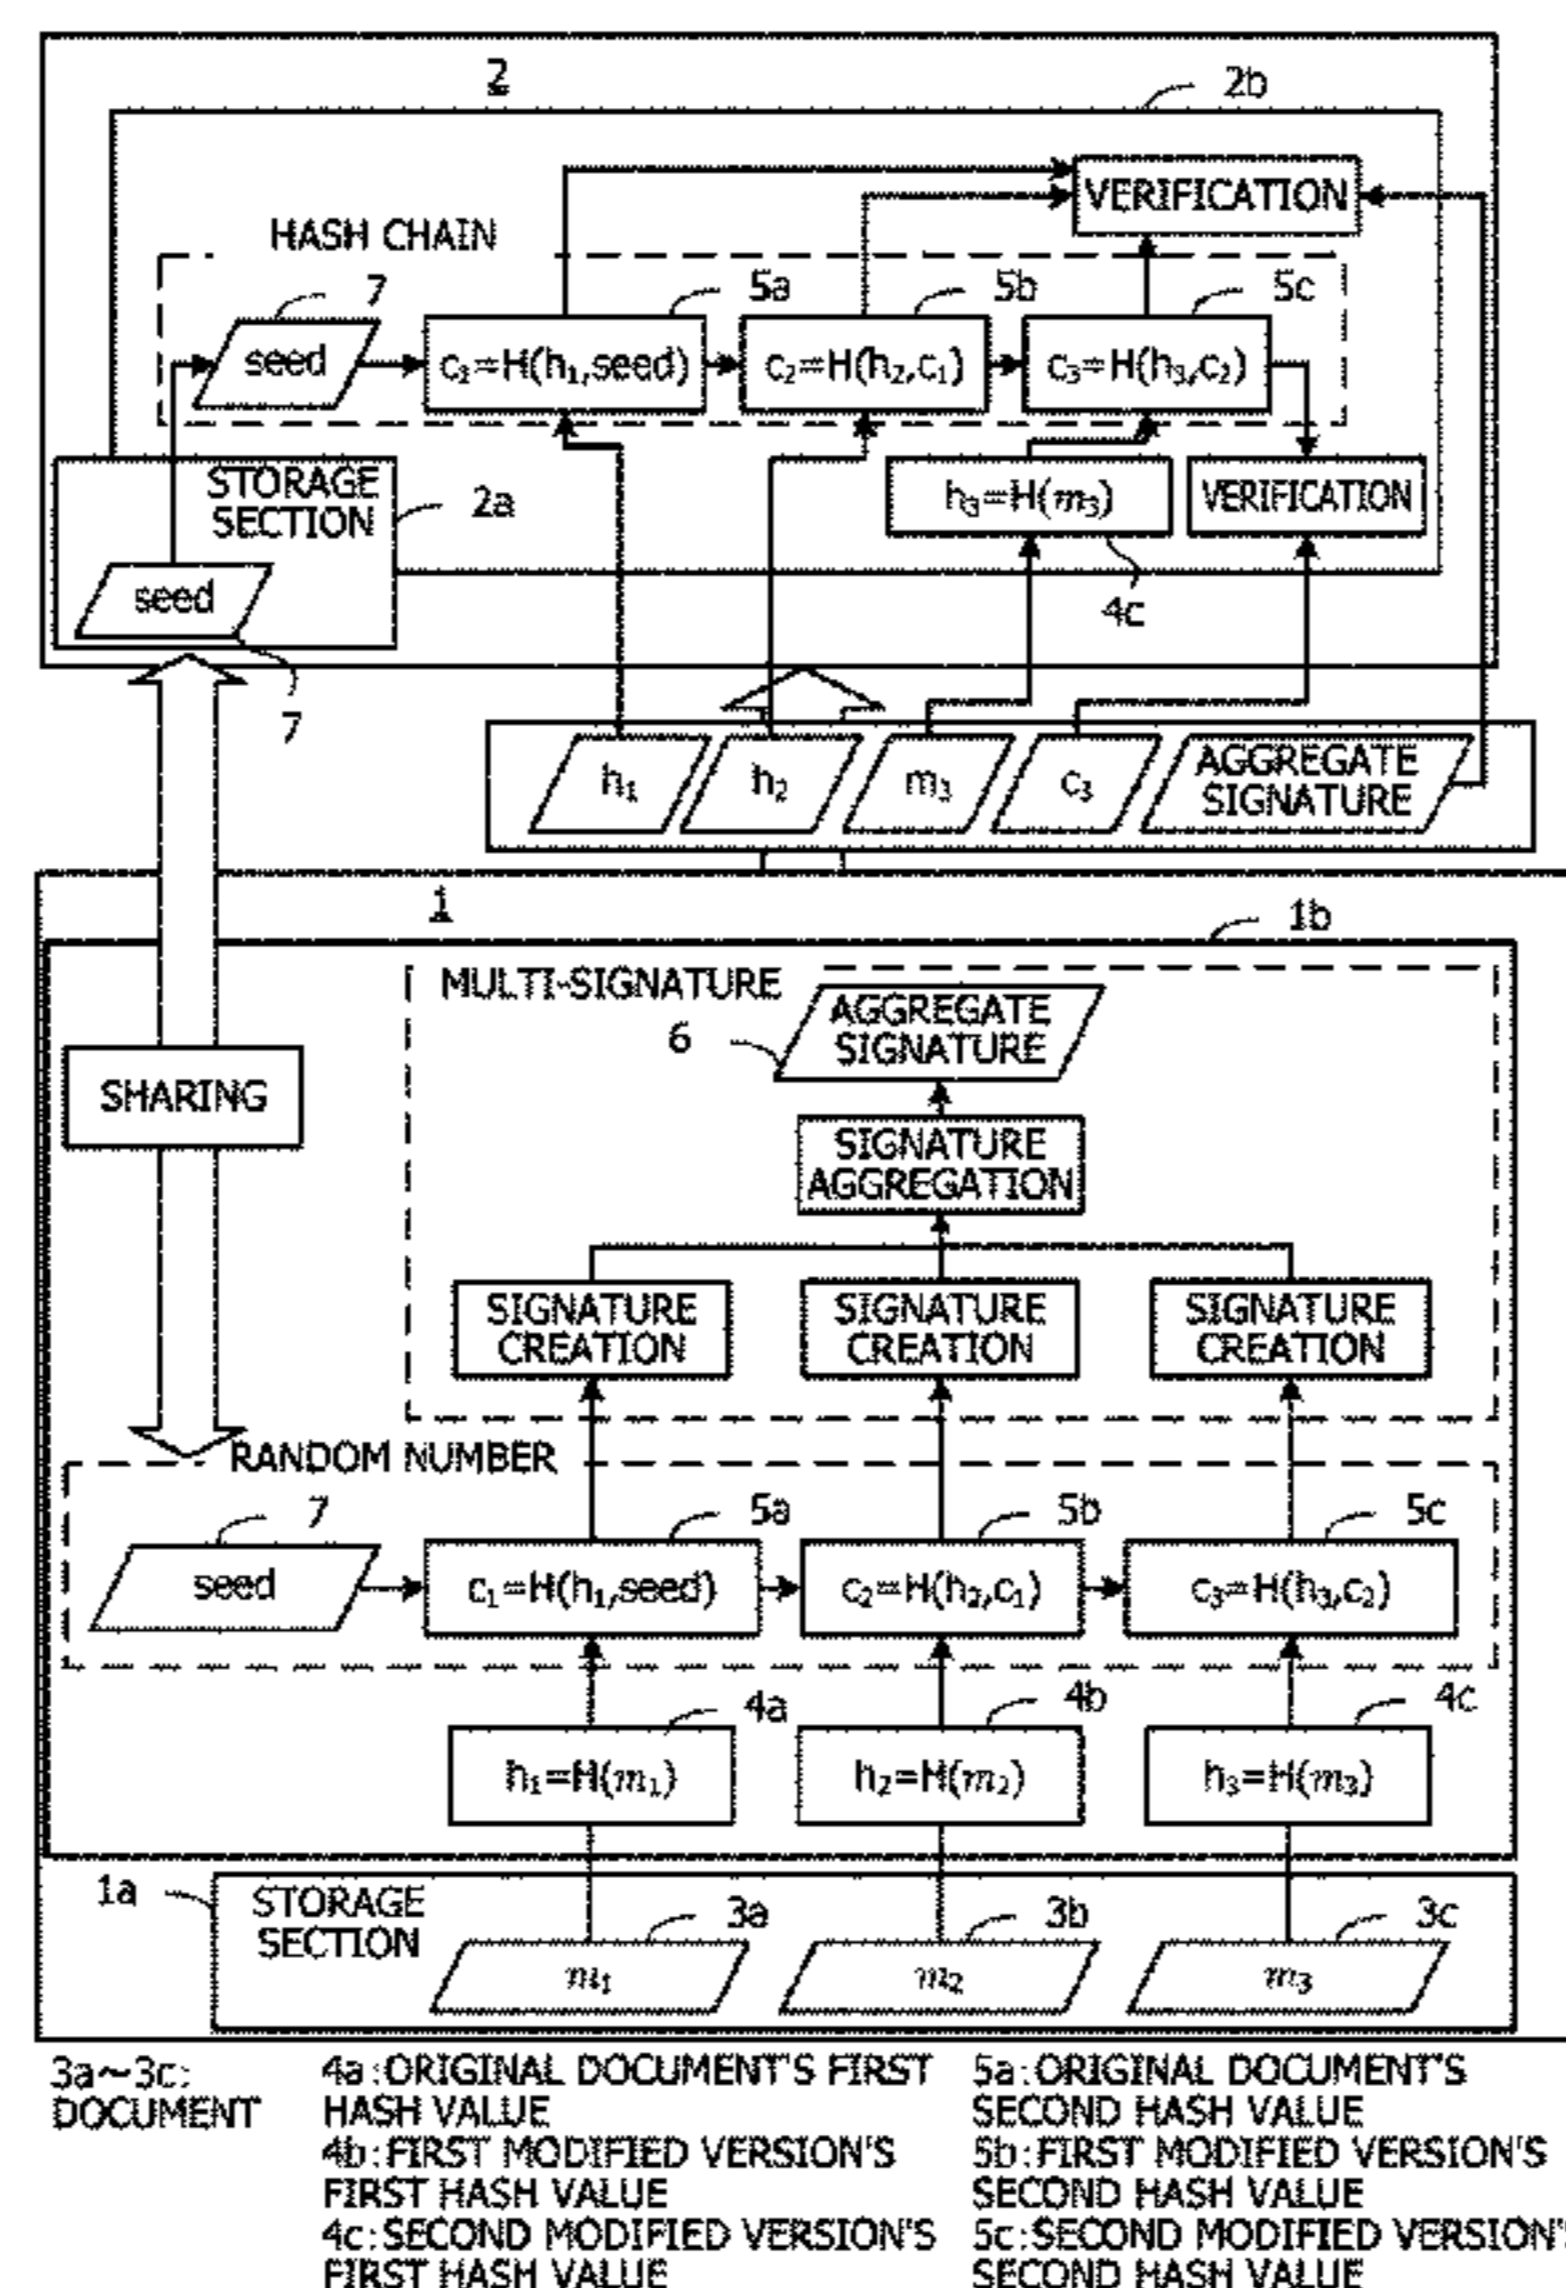 2
2b
VERIFICATION
HASH CHAIN
7
5a
5b
5c
seed
c₂=H(h₁,seed)
c₂=H(h₂,c₁)
c₃=H(h₃,c₂)
STORAGE
SECTION
2a
h₃=H(m₃)
VERIFICATION
seed
4c
7
h₁
h₂
m₃
c₃
AGGREGATE
SIGNATURE
1
1b
MULTI-SIGNATURE
AGGREGATE
SIGNATURE
6
SHARING
SIGNATURE
AGGREGATION
SIGNATURE
CREATION
SIGNATURE
CREATION
SIGNATURE
CREATION
RANDOM NUMBER
7
5a
5b
5c
seed
c₁=H(h₁,seed)
c₂=H(h₂,c₁)
c₃=H(h₃,c₂)
4a
4b
4c
h₁=H(m₁)
h₂=H(m₂)
h₃=H(m₃)
1a
STORAGE
SECTION
3a
3b
3c
m₁
m₂
m₃
3a~3c:
DOCUMENT
4a:ORIGINAL DOCUMENT'S FIRST
HASH VALUE
4b:FIRST MODIFIED VERSION'S
FIRST HASH VALUE
4c:SECOND MODIFIED VERSION'S
FIRST HASH VALUE
5a:ORIGINAL DOCUMENT'S
SECOND HASH VALUE
5b:FIRST MODIFIED VERSION'S
SECOND HASH VALUE
5c:SECOND MODIFIED VERSION'S
SECOND HASH VALUE